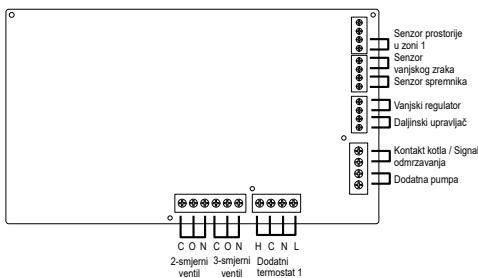 Senzor prostorije
u zoni 1
Senzor
vanjskog zraka
Senzor spremnika
Vanjski regulator
Daljinski upravljač
Kontakt kotla / Signal
odmrzavanja
Dodatna pumpa
C O N C O N H C N L
2-smjerni
ventil
3-smjerni
ventil
Dodatni
termostat 1